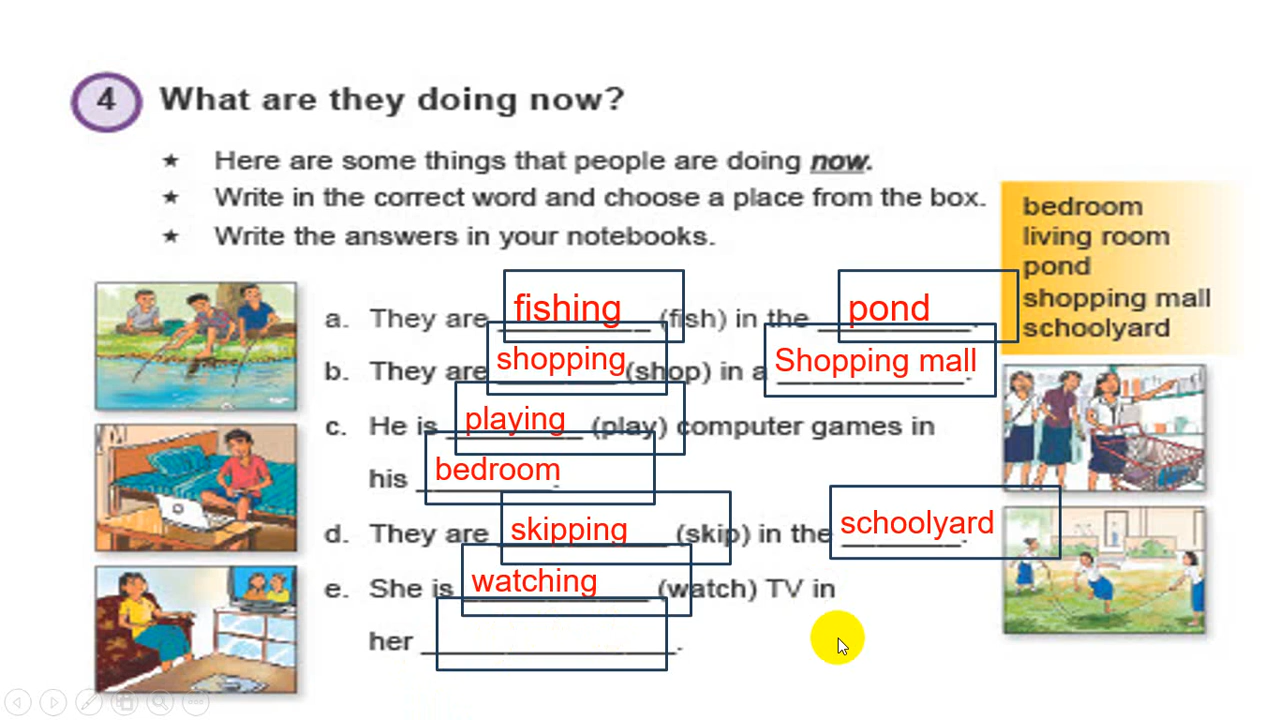 4 What are they doing now?
★ Here are some things that people are doing now.
★ Write in the correct word and choose a place from the box.
★ Write the answers in your notebooks.
bedroom
living room
pond
shopping mall
schoolyard
a. They are fishing (fish) in the pond.
b. They are shopping (shop) in a Shopping mall.
c. He is playing (play) computer games in
his bedroom.
d. They are skipping (skip) in the schoolyard.
e. She is watching (watch) TV in
her ____________.